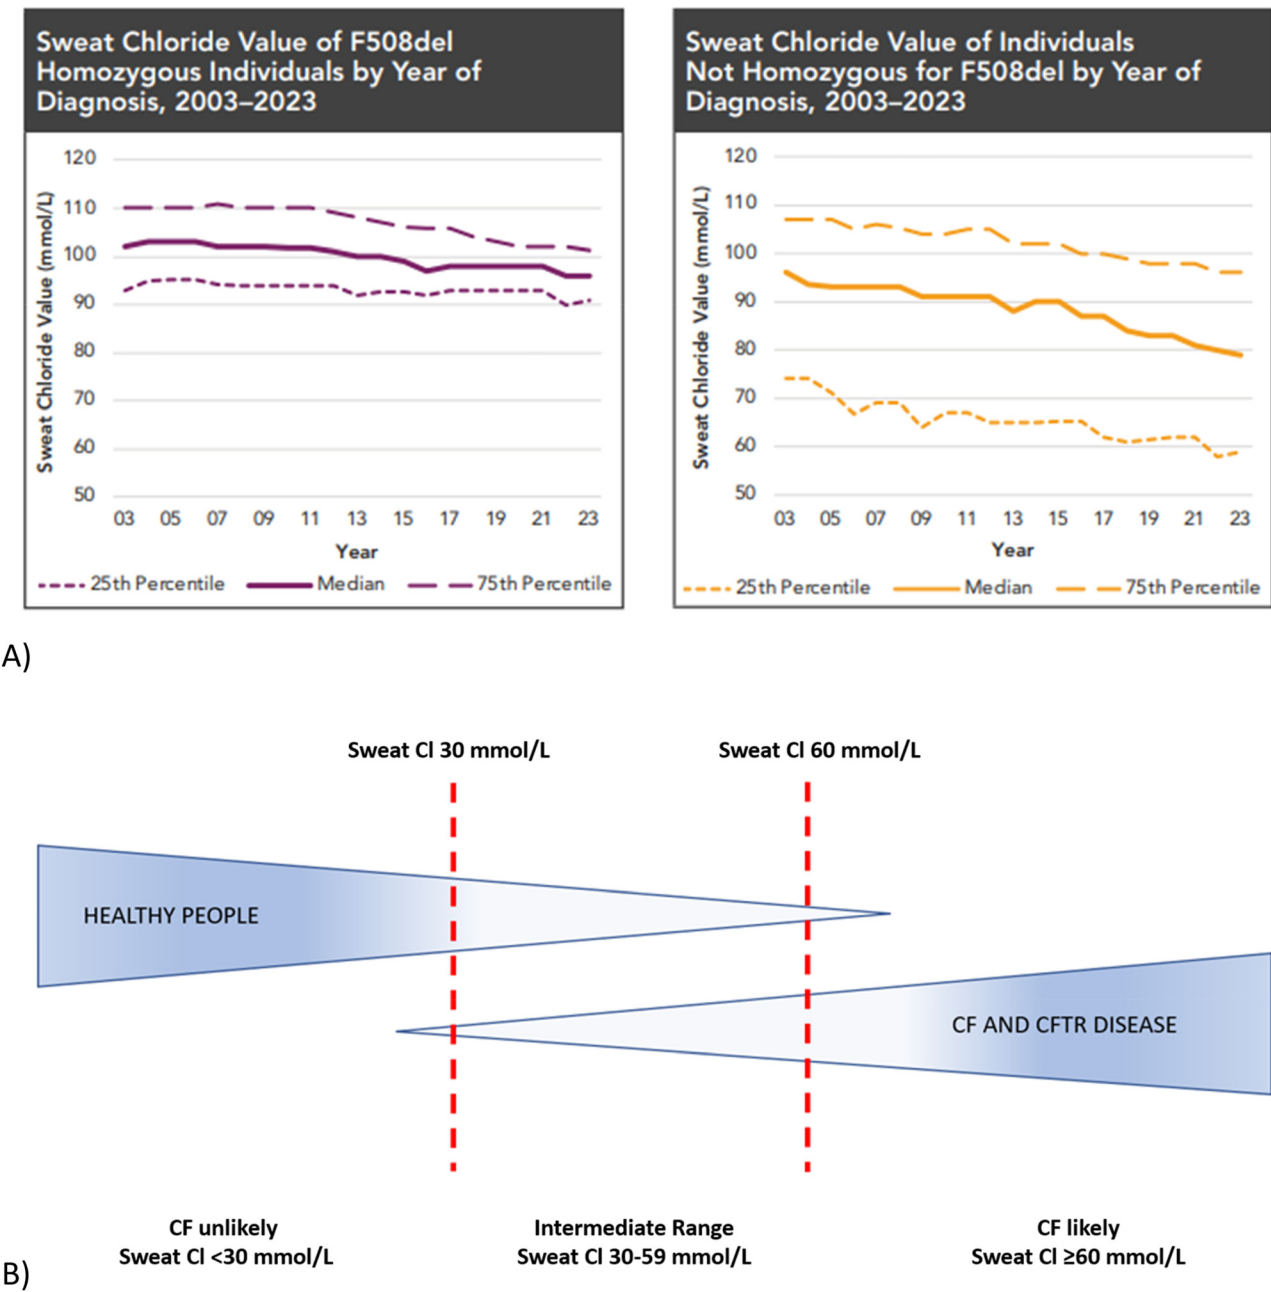 Sweat Chloride Value of F508del
Homozygous Individuals by Year of
Diagnosis, 2003–2023
120
110
100
90
80
70
60
50
Sweat Chloride Value (mmol/L)
03 05 07 09 11 13 15 17 19 21 23
Year
25th Percentile Median 75th Percentile
Sweat Chloride Value of Individuals
Not Homozygous for F508del by Year of
Diagnosis, 2003–2023
120
110
100
90
80
70
60
50
Sweat Chloride Value (mmol/L)
03 05 07 09 11 13 15 17 19 21 23
Year
25th Percentile Median 75th Percentile
A)
Sweat Cl 30 mmol/L Sweat Cl 60 mmol/L
HEALTHY PEOPLE
CF AND CFTR DISEASE
CF unlikely
Sweat Cl <30 mmol/L
Intermediate Range
Sweat Cl 30-59 mmol/L
CF likely
Sweat Cl ≥60 mmol/L
B)